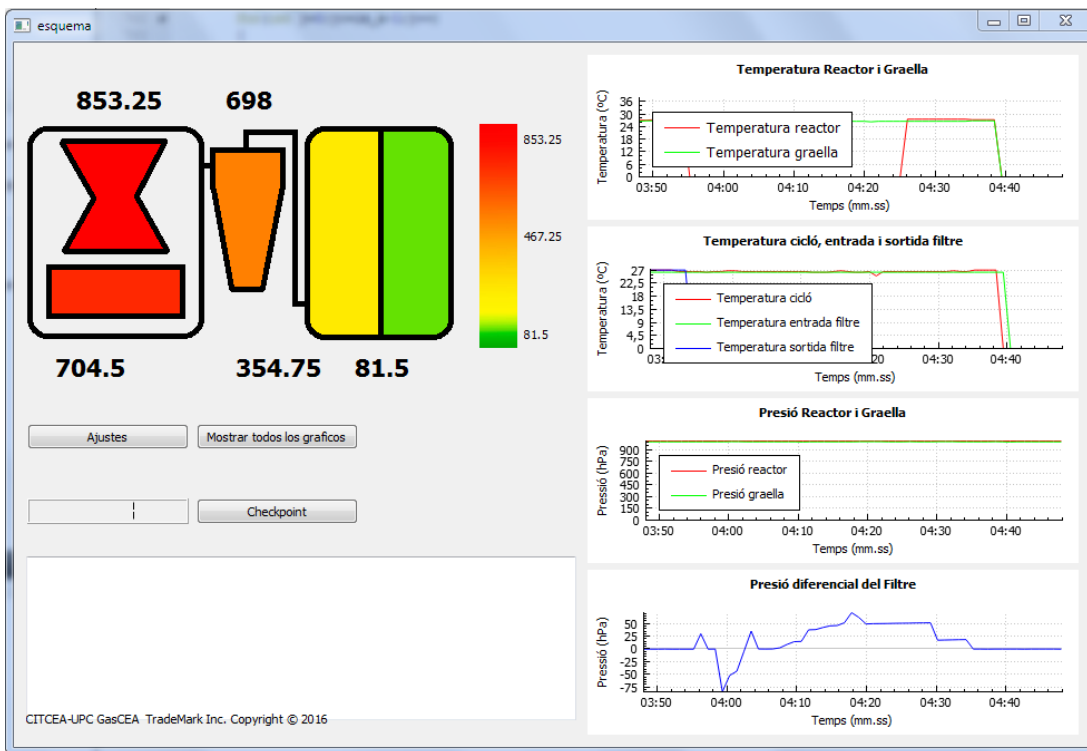 esquema
853.25 698
704.5 354.75 81.5
853.25
467.25
81.5
Ajustes Mostrar todos los graficos
Checkpoint
CITCEA-UPC GasCEA TradeMark Inc. Copyright © 2016
Temperatura Reactor i Graella
Temperatura (ºC)
36
30
24
18
12
6
0
Temperatura reactor
Temperatura graella
03:50 04:00 04:10 04:20 04:30 04:40
Temps (mm.ss)
Temperatura cicló, entrada i sortida filtre
Temperatura (ºC)
27
22,5
18
13,5
9
4,5
0
Temperatura cicló
Temperatura entrada filtre
Temperatura sortida filtre
04:30 04:40
Temps (mm.ss)
Presió Reactor i Graella
Pressió (hPa)
900
750
600
450
300
150
0
Presió reactor
Presió graella
03:50 04:00 04:10 04:20 04:30 04:40
Temps (mm.ss)
Presió diferencial del Filtre
Pressió (hPa)
50
25
0
-25
-50
-75
03:50 04:00 04:10 04:20 04:30 04:40
Temps (mm.ss)